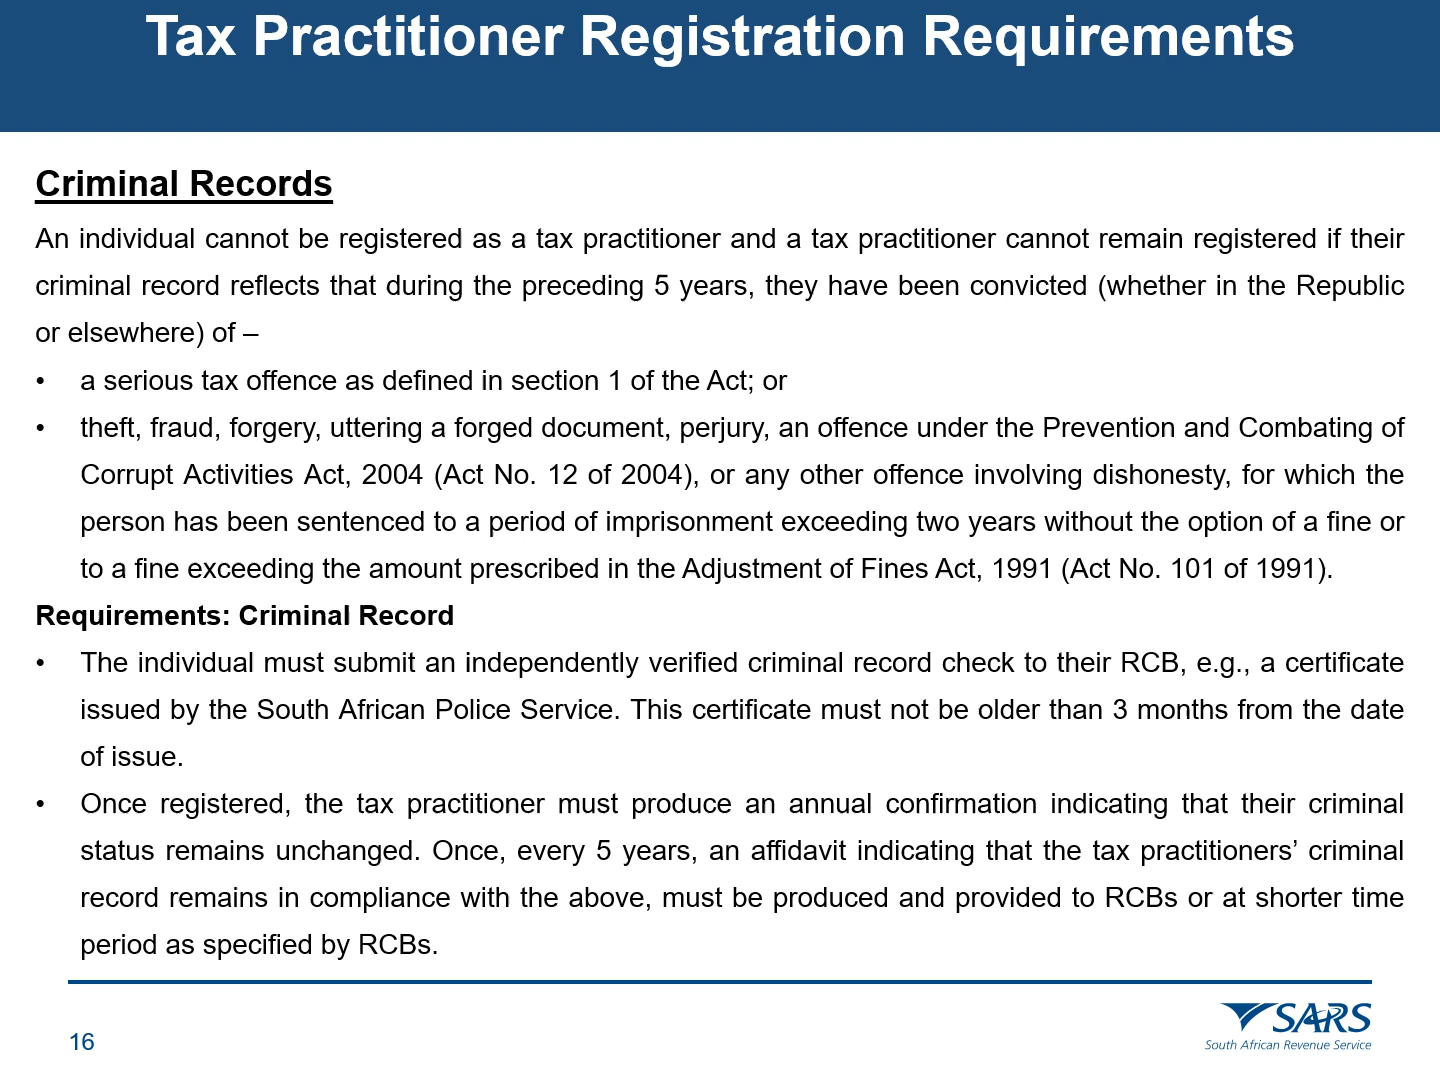 Tax Practitioner Registration Requirements
Criminal Records
An individual cannot be registered as a tax practitioner and a tax practitioner cannot remain registered if their
criminal record reflects that during the preceding 5 years, they have been convicted (whether in the Republic
or elsewhere) of –
• a serious tax offence as defined in section 1 of the Act; or
• theft, fraud, forgery, uttering a forged document, perjury, an offence under the Prevention and Combating of
Corrupt Activities Act, 2004 (Act No. 12 of 2004), or any other offence involving dishonesty, for which the
person has been sentenced to a period of imprisonment exceeding two years without the option of a fine or
to a fine exceeding the amount prescribed in the Adjustment of Fines Act, 1991 (Act No. 101 of 1991).
Requirements: Criminal Record
• The individual must submit an independently verified criminal record check to their RCB, e.g., a certificate
issued by the South African Police Service. This certificate must not be older than 3 months from the date
of issue.
• Once registered, the tax practitioner must produce an annual confirmation indicating that their criminal
status remains unchanged. Once, every 5 years, an affidavit indicating that the tax practitioners’ criminal
record remains in compliance with the above, must be produced and provided to RCBs or at shorter time
period as specified by RCBs.
16
SARS
South African Revenue Service